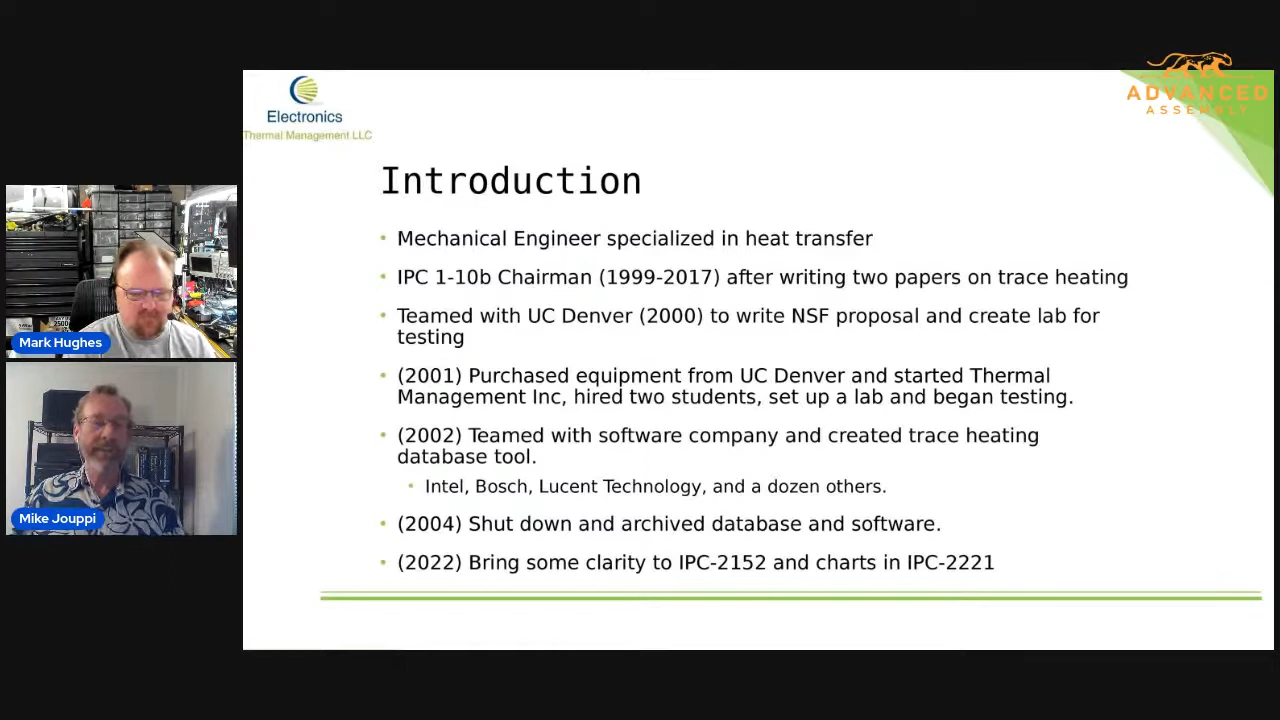 Electronics
Thermal Management LLC
ADVANCED
ASSEMBLY
Introduction
• Mechanical Engineer specialized in heat transfer
• IPC 1-10b Chairman (1999-2017) after writing two papers on trace heating
• Teamed with UC Denver (2000) to write NSF proposal and create lab for
testing
• (2001) Purchased equipment from UC Denver and started Thermal
Management Inc, hired two students, set up a lab and began testing.
• (2002) Teamed with software company and created trace heating
database tool.
• Intel, Bosch, Lucent Technology, and a dozen others.
• (2004) Shut down and archived database and software.
• (2022) Bring some clarity to IPC-2152 and charts in IPC-2221
Mark Hughes
Mike Jouppi